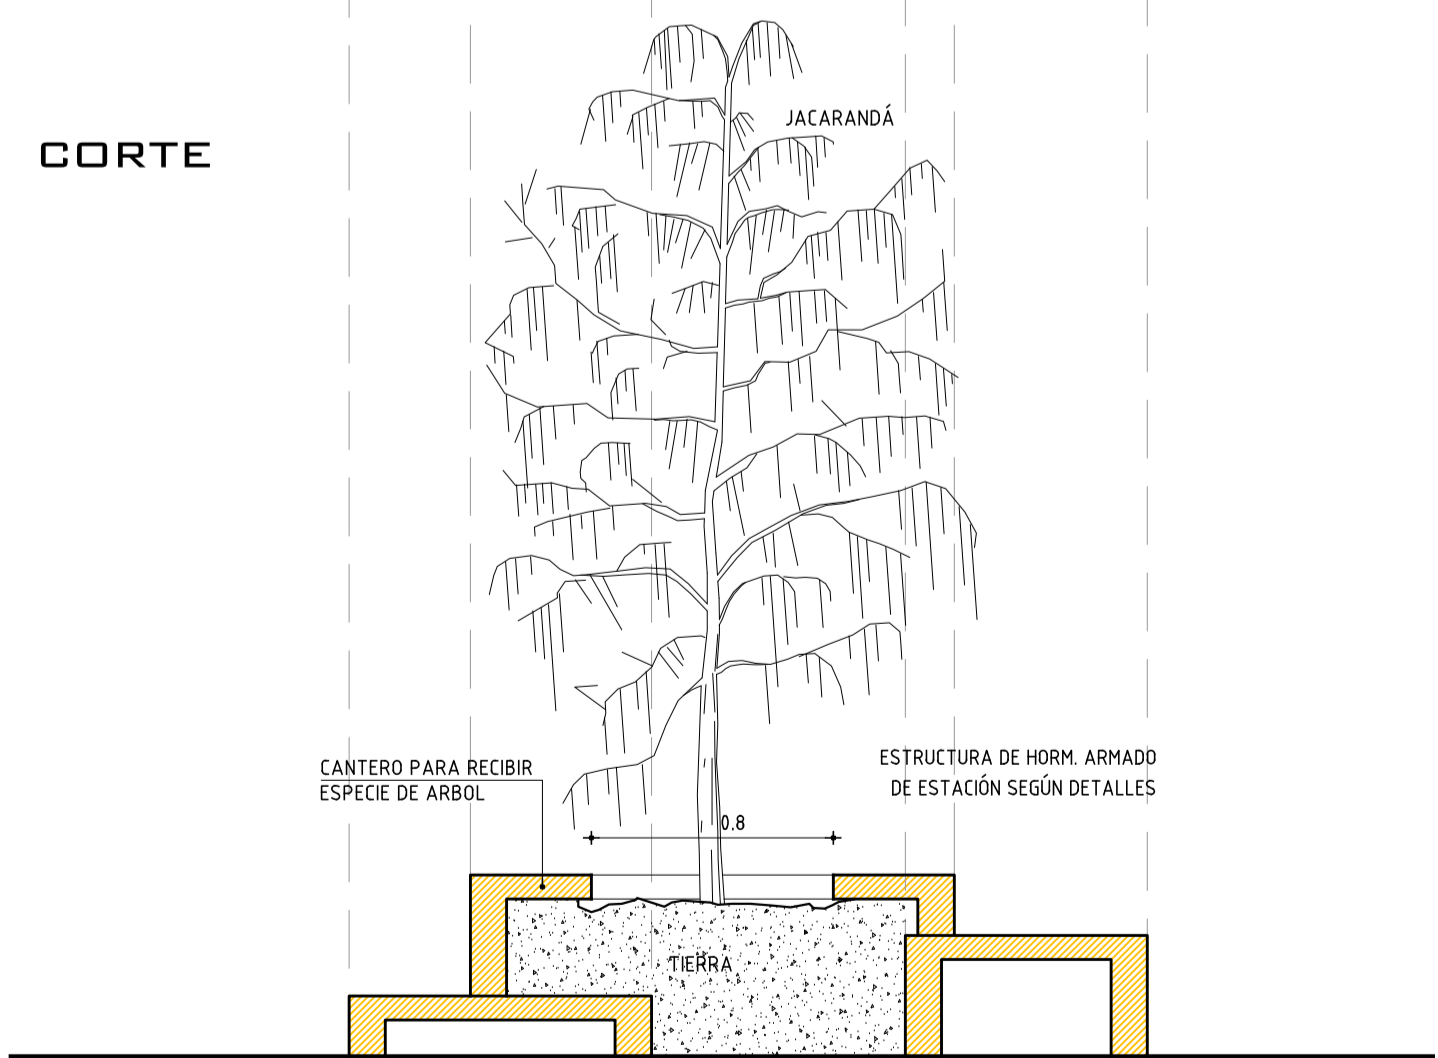 JACARANDÁ
CORTE
ESTRUCTURA DE HORM. ARMADO
DE ESTACIÓN SEGÚN DETALLES
CANTERO PARA RECIBIR
ESPECIE DE ARBOL
0.8
TIERRA